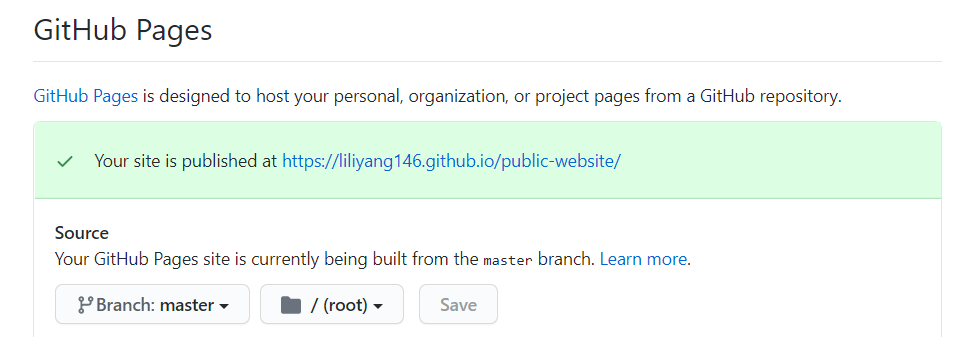 GitHub Pages
GitHub Pages is designed to host your personal, organization, or project pages from a GitHub repository.
Your site is published at https://liliyang146.github.io/public-website/
Source
Your GitHub Pages site is currently being built from the master branch. Learn more.
Branch: master / (root) Save